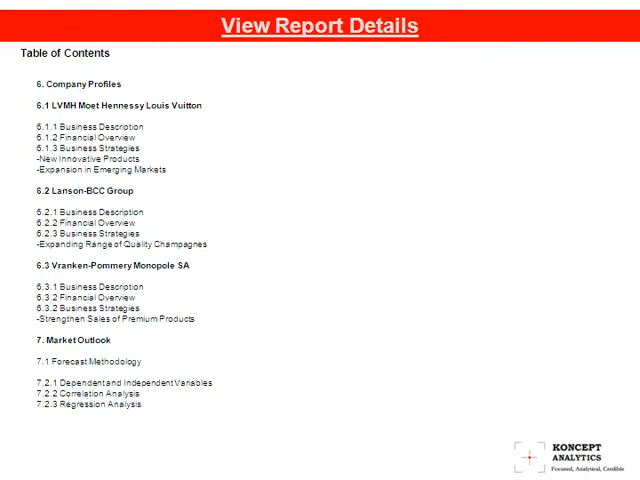 View Report Details
Table of Contents
6. Company Profiles
6.1 LVMH Moet Hennessy Louis Vuitton
6.1.1 Business Description
6.1.2 Financial Overview
6.1.3 Business Strategies
-New Innovative Products
-Expansion in Emerging Markets
6.2 Lanson-BCC Group
6.2.1 Business Description
6.2.2 Financial Overview
6.2.3 Business Strategies
-Expanding Range of Quality Champagnes
6.3 Vranken-Pommery Monopole SA
6.3.1 Business Description
6.3.2 Financial Overview
6.3.2 Business Strategies
-Strengthen Sales of Premium Products
7. Market Outlook
7.1 Forecast Methodology
7.2.1 Dependent and Independent Variables
7.2.2 Correlation Analysis
7.2.3 Regression Analysis
KONCEPT
ANALYTICS
Focused, Analytical, Credible